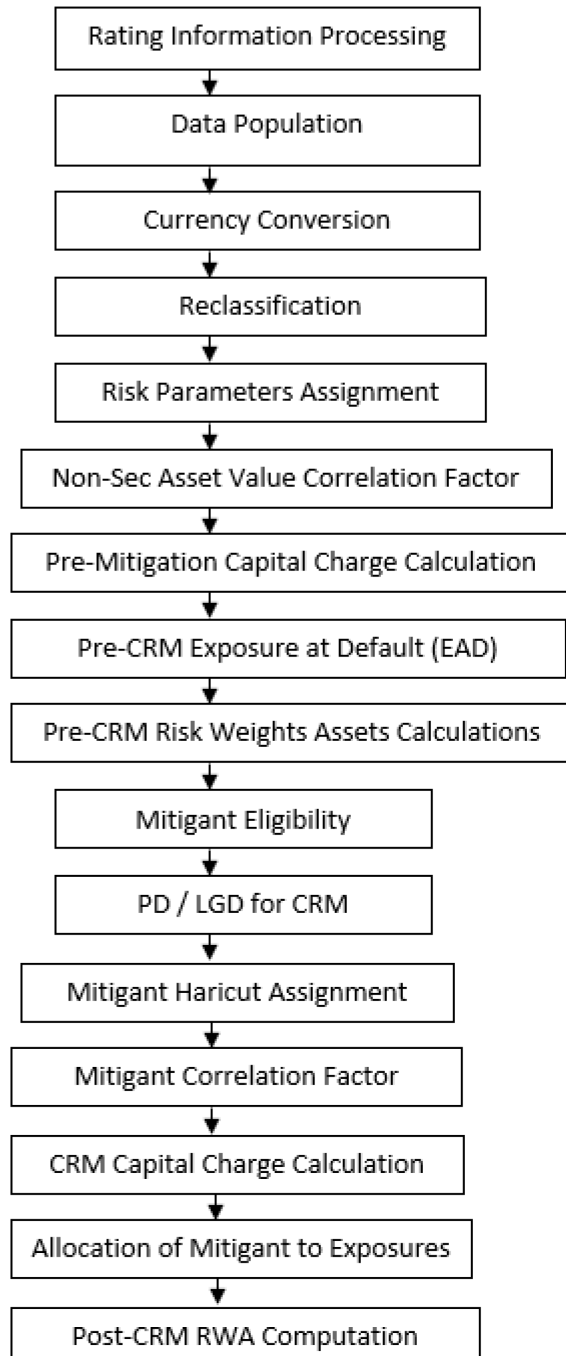 Rating Information Processing
Data Population
Currency Conversion
Reclassification
Risk Parameters Assignment
Non-Sec Asset Value Correlation Factor
Pre-Mitigation Capital Charge Calculation
Pre-CRM Exposure at Default (EAD)
Pre-CRM Risk Weights Assets Calculations
Mitigant Eligibility
PD / LGD for CRM
Mitigant Haricut Assignment
Mitigant Correlation Factor
CRM Capital Charge Calculation
Allocation of Mitigant to Exposures
Post-CRM RWA Computation